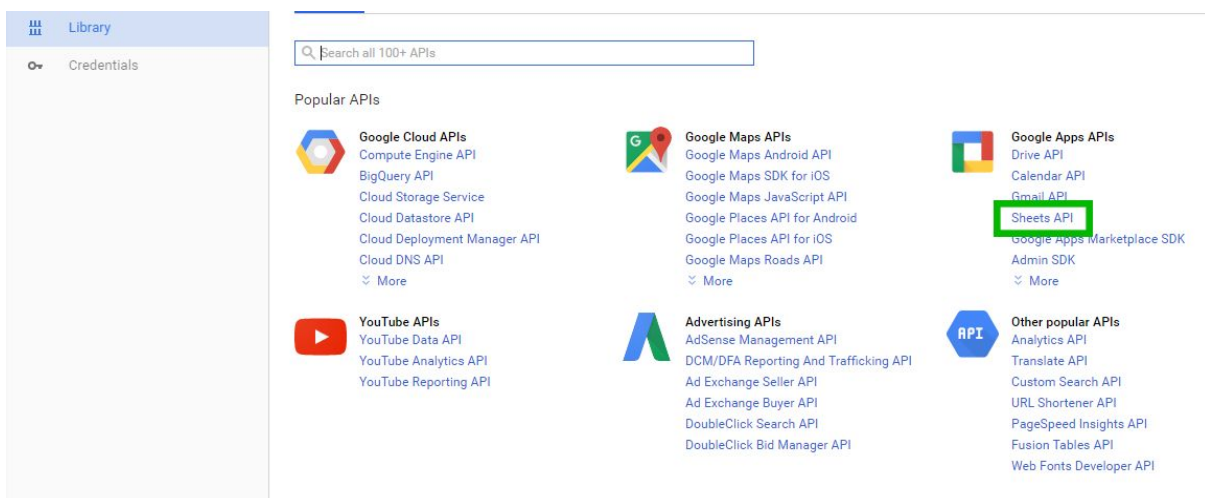 Library
Credentials
Search all 100+ APIs
Popular APIs
Google Cloud APIs
Compute Engine API
BigQuery API
Cloud Storage Service
Cloud Datastore API
Cloud Deployment Manager API
Cloud DNS API
More
Google Maps APIs
Google Maps Android API
Google Maps SDK for iOS
Google Maps JavaScript API
Google Places API for Android
Google Places API for iOS
Google Maps Roads API
More
Google Apps APIs
Drive API
Calendar API
Gmail API
Sheets API
Google Apps Marketplace SDK
Admin SDK
More
YouTube APIs
YouTube Data API
YouTube Analytics API
YouTube Reporting API
Advertising APIs
AdSense Management API
DCM/DFA Reporting And Trafficking API
Ad Exchange Seller API
Ad Exchange Buyer API
DoubleClick Search API
DoubleClick Bid Manager API
API
Other popular APIs
Analytics API
Translate API
Custom Search API
URL Shortener API
PageSpeed Insights API
Fusion Tables API
Web Fonts Developer API